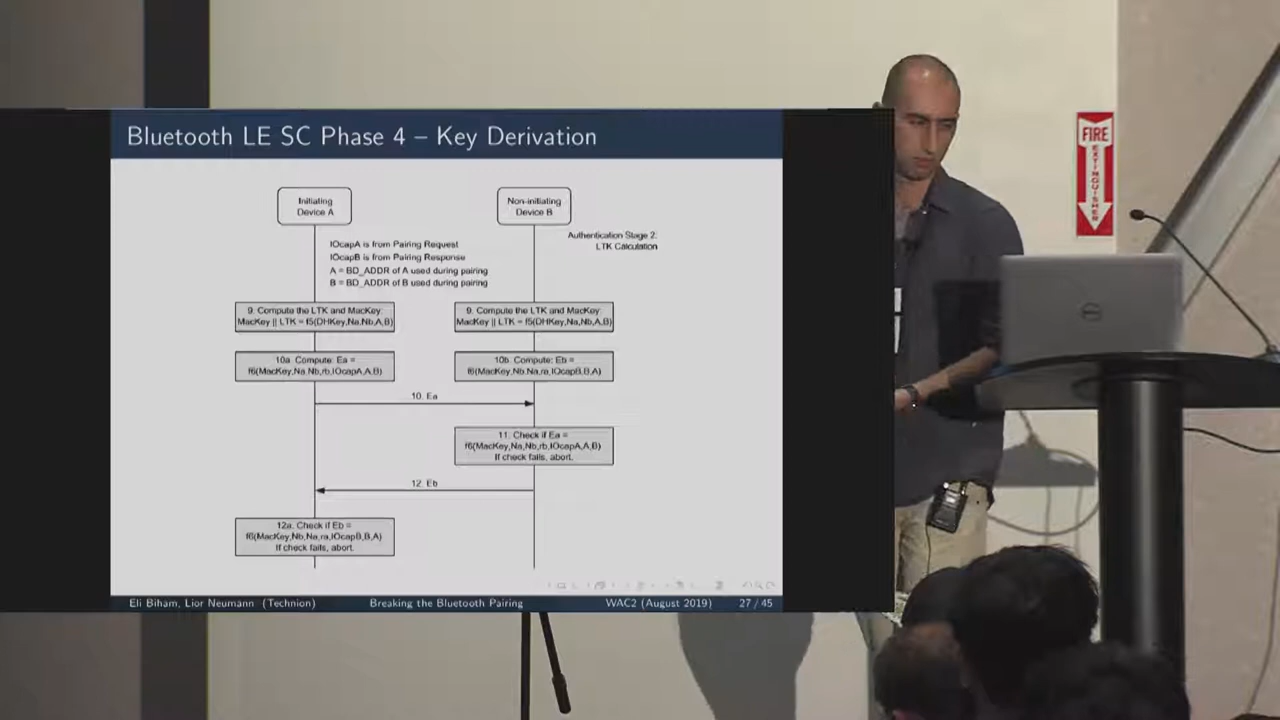 Bluetooth LE SC Phase 4 – Key Derivation
Initiating
Device A
Non-initiating
Device B
Authentication Stage 2:
LTK Calculation
IOcapA is from Pairing Request
IOcapB is from Pairing Response
A = BD_ADDR of A used during pairing
B = BD_ADDR of B used during pairing
9. Compute the LTK and MacKey:
MacKey || LTK = f5(DHKey,Na,Nb,A,B)
9. Compute the LTK and MacKey:
MacKey || LTK = f5(DHKey,Na,Nb,A,B)
10a. Compute: Ea =
f6(MacKey,Na,Nb,rb,IOcapA,A,B)
10b. Compute: Eb =
f6(MacKey,Nb,Na,ra,IOcapB,B,A)
10. Ea
11. Check if Ea =
f6(MacKey,Na,Nb,rb,IOcapA,A,B)
If check fails, abort.
12. Eb
12a. Check if Eb =
f6(MacKey,Nb,Na,ra,IOcapB,B,A)
If check fails, abort
Eli Biham, Lior Neumann (Technion)
Breaking the Bluetooth Pairing
WAC2 (August 2019)
27 / 45
FIRE
EXTINGUISHER
DELL